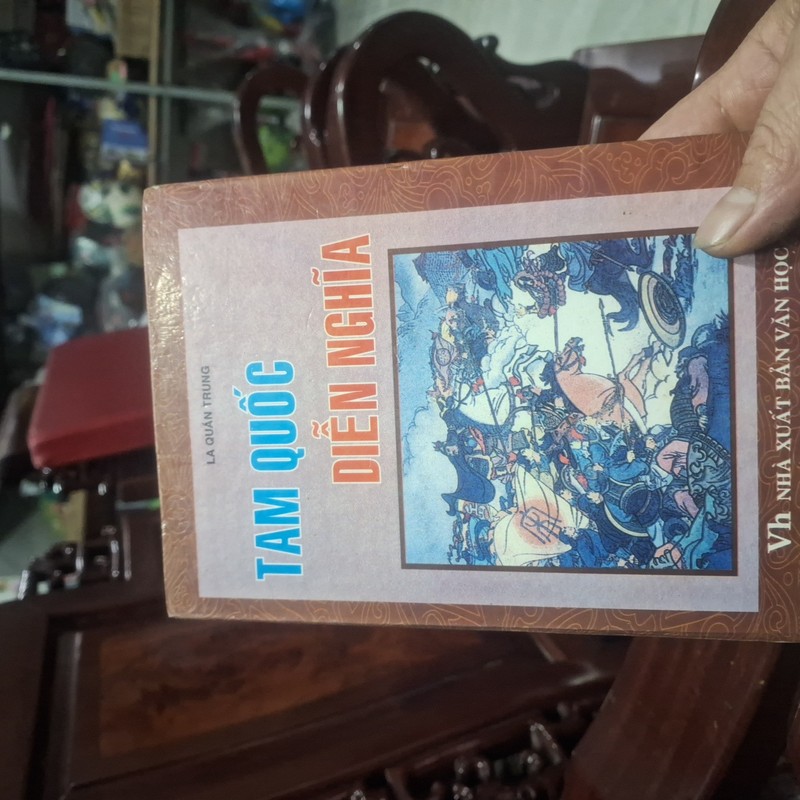 LA QUÁN TRUNG
TAM QUỐC
DIỄN NGHĨA
Vh NHÀ XUẤT BẢN VĂN HỌC